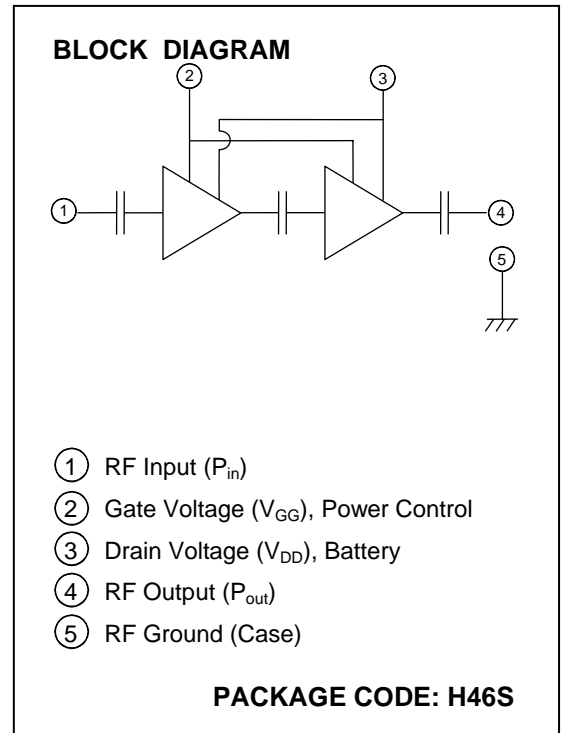 BLOCK DIAGRAM
2
3
1
4
5
1 RF Input (Pin)
2 Gate Voltage (VGG), Power Control
3 Drain Voltage (VDD), Battery
4 RF Output (Pout)
5 RF Ground (Case)
PACKAGE CODE: H46S